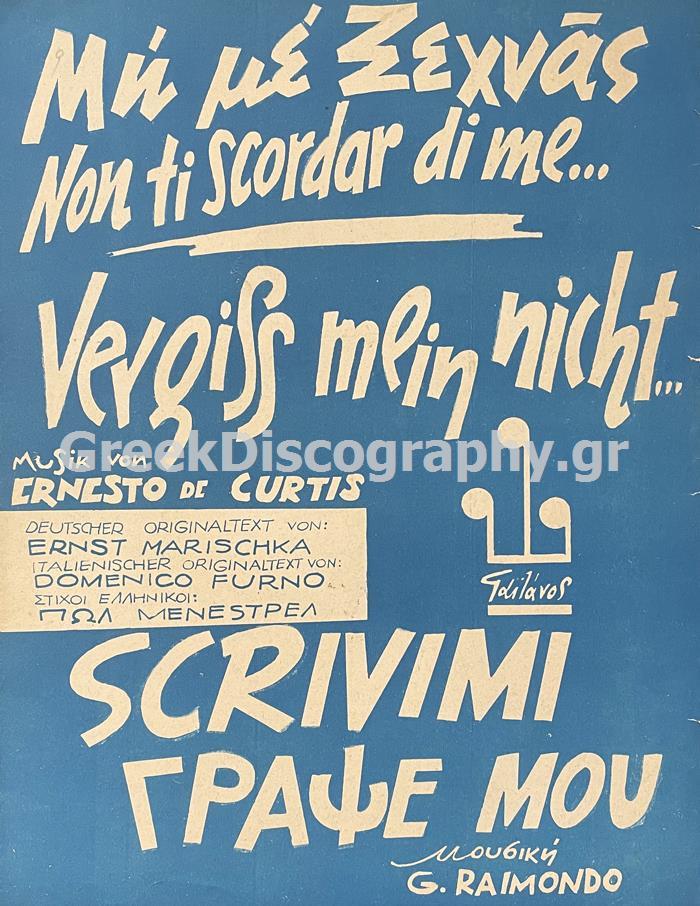 Μή μέ Ξεχνᾶς
Non ti scordar di me...
Vergiss mein nicht...
GreekDiscography.gr
Musik von
ERNESTO DE CURTIS
DEUTSCHER ORIGINALTEXT VON:
ERNST MARISCHKA
ITALIENISCHER ORIGINALTEXT VON:
DOMENICO FURNO
ΣΤΙΧΟΙ ΕΛΛΗΝΙΚΟΙ:
ΠΩΛ ΜΕΝΕΣΤΡΕΛ
Γαϊτάνος
SCRIVIMI
ΓΡΑΨΕ ΜΟΥ
Μουσική
G. RAIMONDO